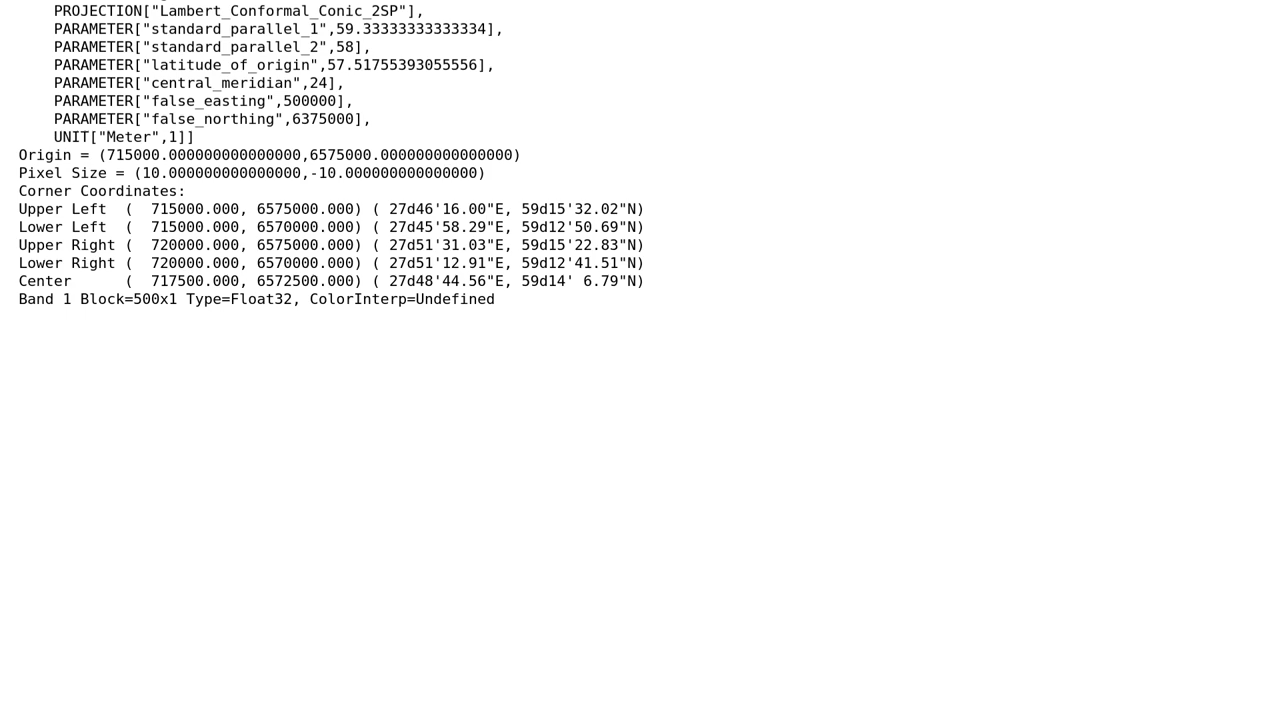 PROJECTION["Lambert_Conformal_Conic_2SP"],
PARAMETER["standard_parallel_1",59.33333333333334],
PARAMETER["standard_parallel_2",58],
PARAMETER["latitude_of_origin",57.51755393055556],
PARAMETER["central_meridian",24],
PARAMETER["false_easting",500000],
PARAMETER["false_northing",6375000],
UNIT["Meter",1]]
Origin = (715000.000000000000000,6575000.000000000000000)
Pixel Size = (10.000000000000000,-10.000000000000000)
Corner Coordinates:
Upper Left  (  715000.000, 6575000.000) ( 27d46'16.00"E, 59d15'32.02"N)
Lower Left  (  715000.000, 6570000.000) ( 27d45'58.29"E, 59d12'50.69"N)
Upper Right (  720000.000, 6575000.000) ( 27d51'31.03"E, 59d15'22.83"N)
Lower Right (  720000.000, 6570000.000) ( 27d51'12.91"E, 59d12'41.51"N)
Center      (  717500.000, 6572500.000) ( 27d48'44.56"E, 59d14' 6.79"N)
Band 1 Block=500x1 Type=Float32, ColorInterp=Undefined